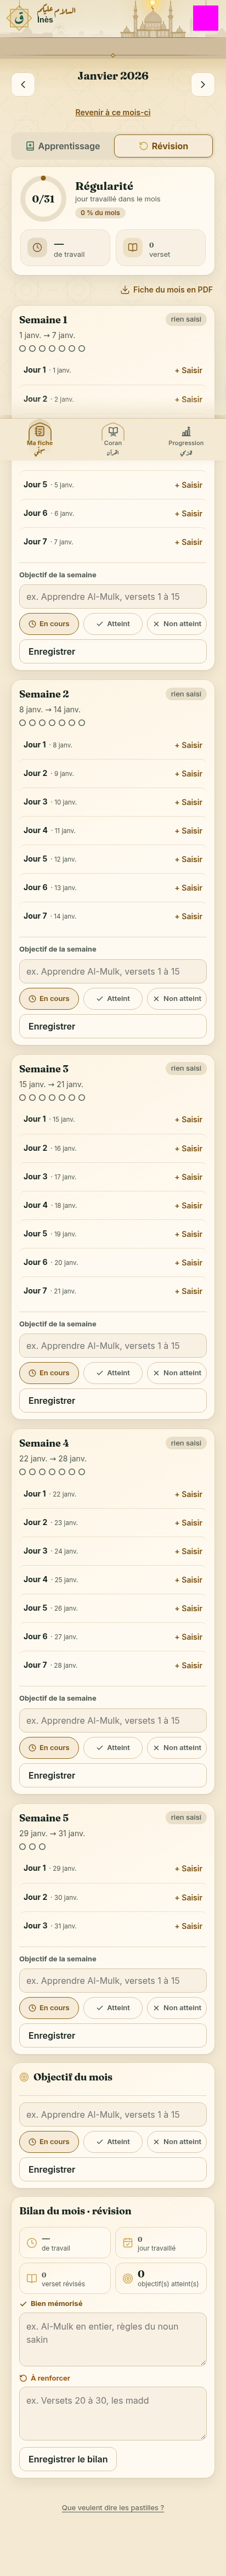 السلام عليكم
Inès
Janvier 2026
Revenir à ce mois-ci
Apprentissage
Révision
0/31
Régularité
jour travaillé dans le mois
0 % du mois
—
de travail
0
verset
Fiche du mois en PDF
Semaine 1
rien saisi
1 janv. → 7 janv.
Jour 1 · 1 janv. + Saisir
Jour 2 · 2 janv. + Saisir
Ma fiche
Coran
القرآن
Progression
Jour 5 · 5 janv. + Saisir
Jour 6 · 6 janv. + Saisir
Jour 7 · 7 janv. + Saisir
Objectif de la semaine
ex. Apprendre Al-Mulk, versets 1 à 15
En cours
Atteint
Non atteint
Enregistrer
Semaine 2
rien saisi
8 janv. → 14 janv.
Jour 1 · 8 janv. + Saisir
Jour 2 · 9 janv. + Saisir
Jour 3 · 10 janv. + Saisir
Jour 4 · 11 janv. + Saisir
Jour 5 · 12 janv. + Saisir
Jour 6 · 13 janv. + Saisir
Jour 7 · 14 janv. + Saisir
Objectif de la semaine
ex. Apprendre Al-Mulk, versets 1 à 15
En cours
Atteint
Non atteint
Enregistrer
Semaine 3
rien saisi
15 janv. → 21 janv.
Jour 1 · 15 janv. + Saisir
Jour 2 · 16 janv. + Saisir
Jour 3 · 17 janv. + Saisir
Jour 4 · 18 janv. + Saisir
Jour 5 · 19 janv. + Saisir
Jour 6 · 20 janv. + Saisir
Jour 7 · 21 janv. + Saisir
Objectif de la semaine
ex. Apprendre Al-Mulk, versets 1 à 15
En cours
Atteint
Non atteint
Enregistrer
Semaine 4
rien saisi
22 janv. → 28 janv.
Jour 1 · 22 janv. + Saisir
Jour 2 · 23 janv. + Saisir
Jour 3 · 24 janv. + Saisir
Jour 4 · 25 janv. + Saisir
Jour 5 · 26 janv. + Saisir
Jour 6 · 27 janv. + Saisir
Jour 7 · 28 janv. + Saisir
Objectif de la semaine
ex. Apprendre Al-Mulk, versets 1 à 15
En cours
Atteint
Non atteint
Enregistrer
Semaine 5
rien saisi
29 janv. → 31 janv.
Jour 1 · 29 janv. + Saisir
Jour 2 · 30 janv. + Saisir
Jour 3 · 31 janv. + Saisir
Objectif de la semaine
ex. Apprendre Al-Mulk, versets 1 à 15
En cours
Atteint
Non atteint
Enregistrer
Objectif du mois
ex. Apprendre Al-Mulk, versets 1 à 15
En cours
Atteint
Non atteint
Enregistrer
Bilan du mois · révision
—
de travail
0
jour travaillé
0
verset révisés
0
objectif(s) atteint(s)
Bien mémorisé
ex. Al-Mulk en entier, règles du noun
sakin
À renforcer
ex. Versets 20 à 30, les madd
Enregistrer le bilan
Que veulent dire les pastilles ?